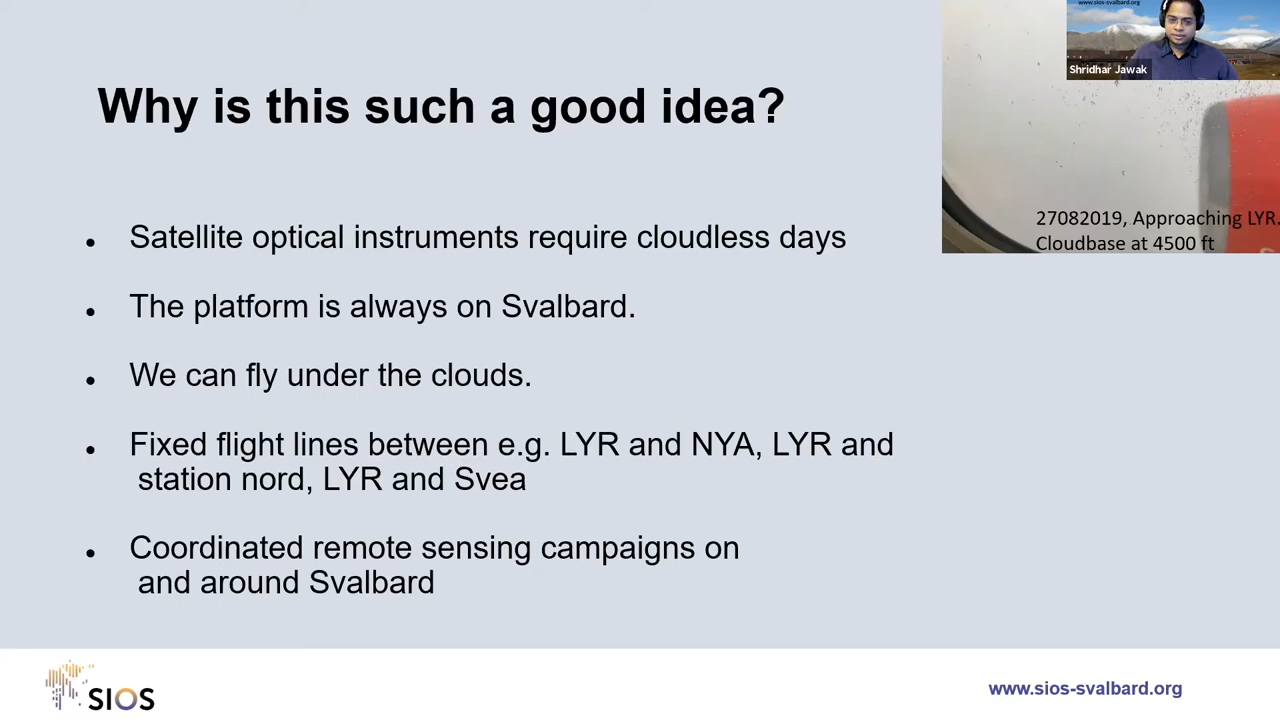 www.sios-svalbard.org
Shridhar Jawak
Why is this such a good idea?
27082019, Approaching LYR.
Cloudbase at 4500 ft
Satellite optical instruments require cloudless days
The platform is always on Svalbard.
We can fly under the clouds.
Fixed flight lines between e.g. LYR and NYA, LYR and
station nord, LYR and Svea
Coordinated remote sensing campaigns on
and around Svalbard
SIOS
www.sios-svalbard.org